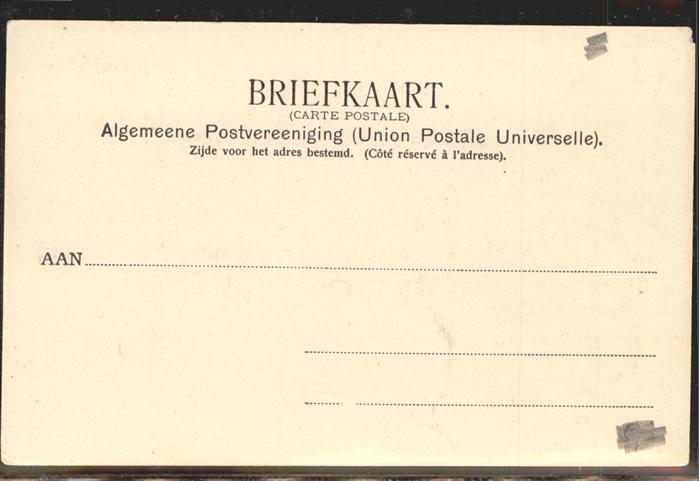 BRIEFKAART.
(CARTE POSTALE)
Algemeene Postvereeniging (Union Postale Universelle).
Zijde voor het adres bestemd. (Côté réservé à l'adresse).
AAN